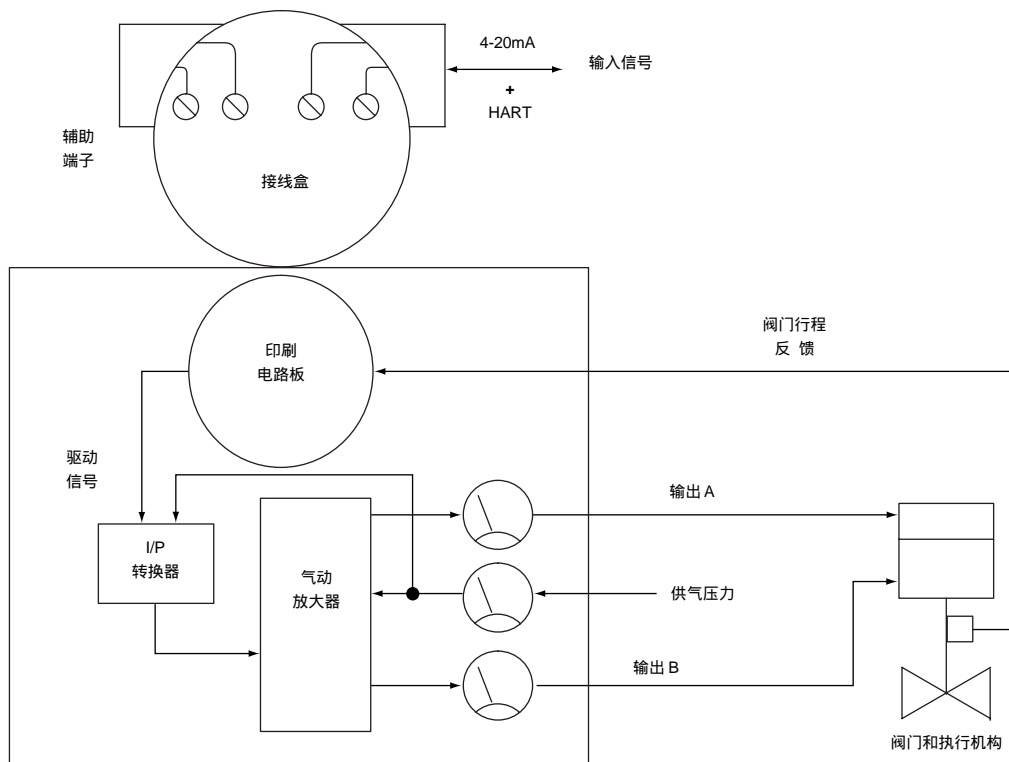 4-20mA
+
HART
输入信号
辅助
端子
接线盒
印刷
电路板
阀门行程
反 馈
驱动
信号
I/P
转换器
气动
放大器
输出 A
供气压力
输出 B
阀门和执行机构